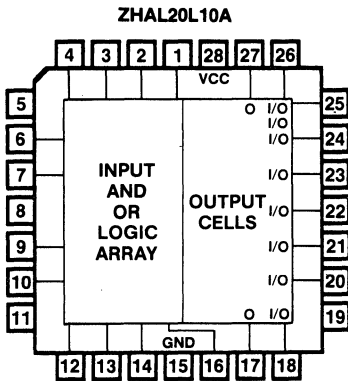 ZHAL20L10A
4 3 2 1 28 27 26
VCC
5 O I/O 25
I/O
6 I/O 24
7 INPUT I/O 23
AND OUTPUT
8 OR CELLS I/O 22
LOGIC
9 ARRAY I/O 21
10 I/O 20
11 O I/O 19
GND
12 13 14 15 16 17 18